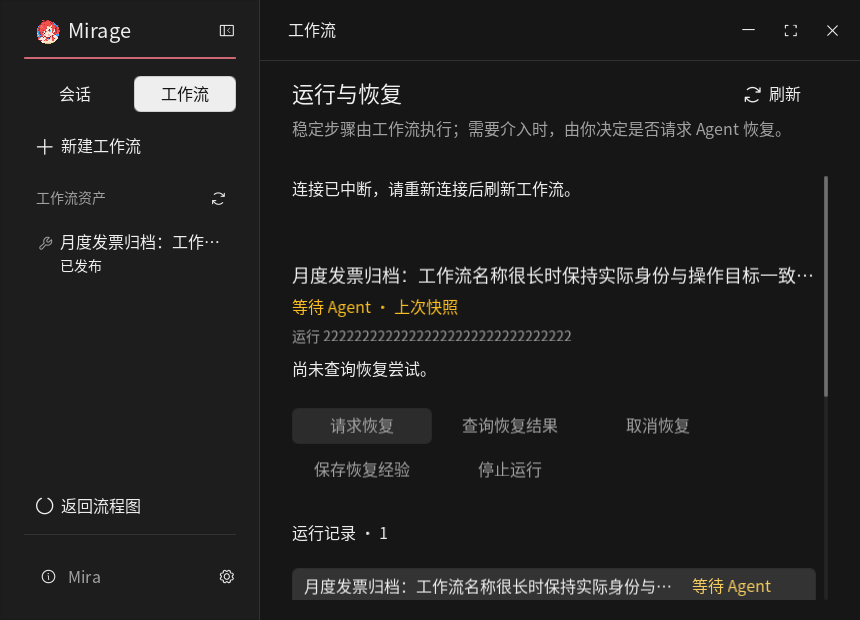 Mirage
工作流
会话
工作流
新建工作流
工作流资产
月度发票归档：工作…
已发布
返回流程图
Mira
运行与恢复
刷新
稳定步骤由工作流执行；需要介入时，由你决定是否请求 Agent 恢复。
连接已中断，请重新连接后刷新工作流。
月度发票归档：工作流名称很长时保持实际身份与操作目标一致…
等待 Agent · 上次快照
运行 22222222222222222222222222222222
尚未查询恢复尝试。
请求恢复
查询恢复结果
取消恢复
保存恢复经验
停止运行
运行记录 · 1
月度发票归档：工作流名称很长时保持实际身份与…
等待 Agent